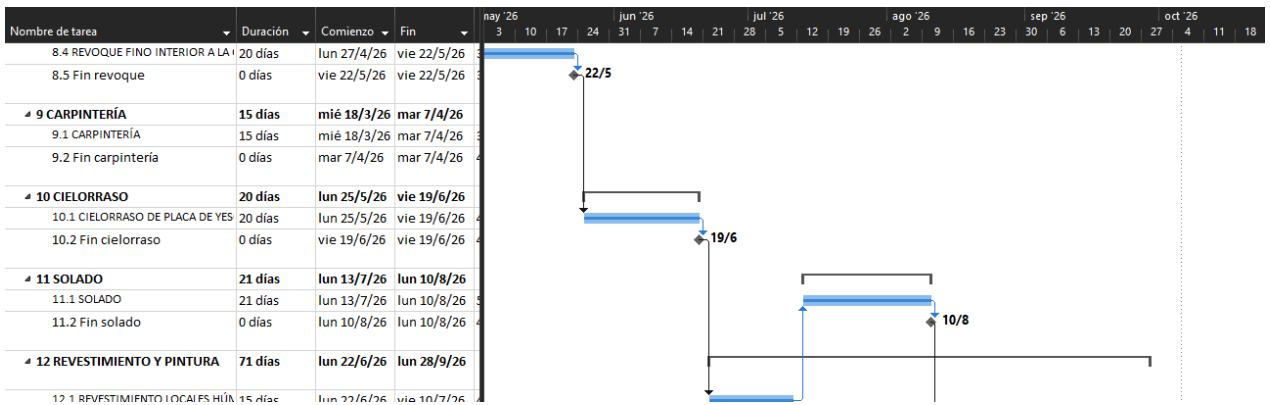 may '26 jun '26 jul '26 ago '26 sep '26 oct '26
Nombre de tarea Duración Comienzo Fin 3 10 17 24 31 7 14 21 28 5 12 19 26 2 9 16 23 30 6 13 20 27 4 11 18
8.4 REVOQUE FINO INTERIOR A LA 20 días lun 27/4/26 vie 22/5/26
8.5 Fin revoque 0 días vie 22/5/26 vie 22/5/26 22/5
9 CARPINTERÍA 15 días mié 18/3/26 mar 7/4/26
9.1 CARPINTERÍA 15 días mié 18/3/26 mar 7/4/26
9.2 Fin carpintería 0 días mar 7/4/26 mar 7/4/26
10 CIELORRASO 20 días lun 25/5/26 vie 19/6/26
10.1 CIELORRASO DE PLACA DE YES 20 días lun 25/5/26 vie 19/6/26
10.2 Fin cielorraso 0 días vie 19/6/26 vie 19/6/26 19/6
11 SOLADO 21 días lun 13/7/26 lun 10/8/26
11.1 SOLADO 21 días lun 13/7/26 lun 10/8/26
11.2 Fin solado 0 días lun 10/8/26 lun 10/8/26 10/8
12 REVESTIMIENTO Y PINTURA 71 días lun 22/6/26 lun 28/9/26
12.1 REVESTIMIENTO LOCALES HÚM 15 días lun 22/6/26 vie 10/7/26